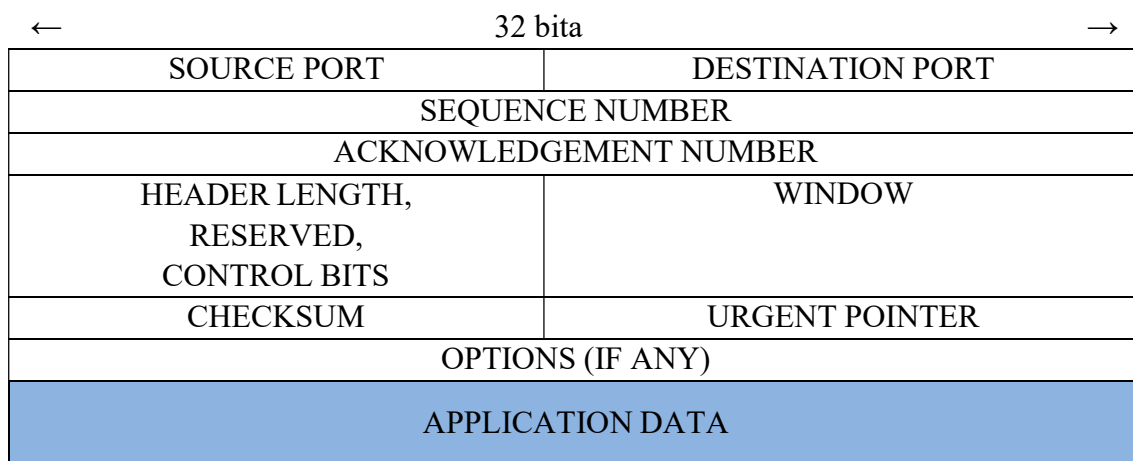 ← 32 bita →
SOURCE PORT DESTINATION PORT
SEQUENCE NUMBER
ACKNOWLEDGEMENT NUMBER
HEADER LENGTH, WINDOW
RESERVED,
CONTROL BITS
CHECKSUM URGENT POINTER
OPTIONS (IF ANY)
APPLICATION DATA